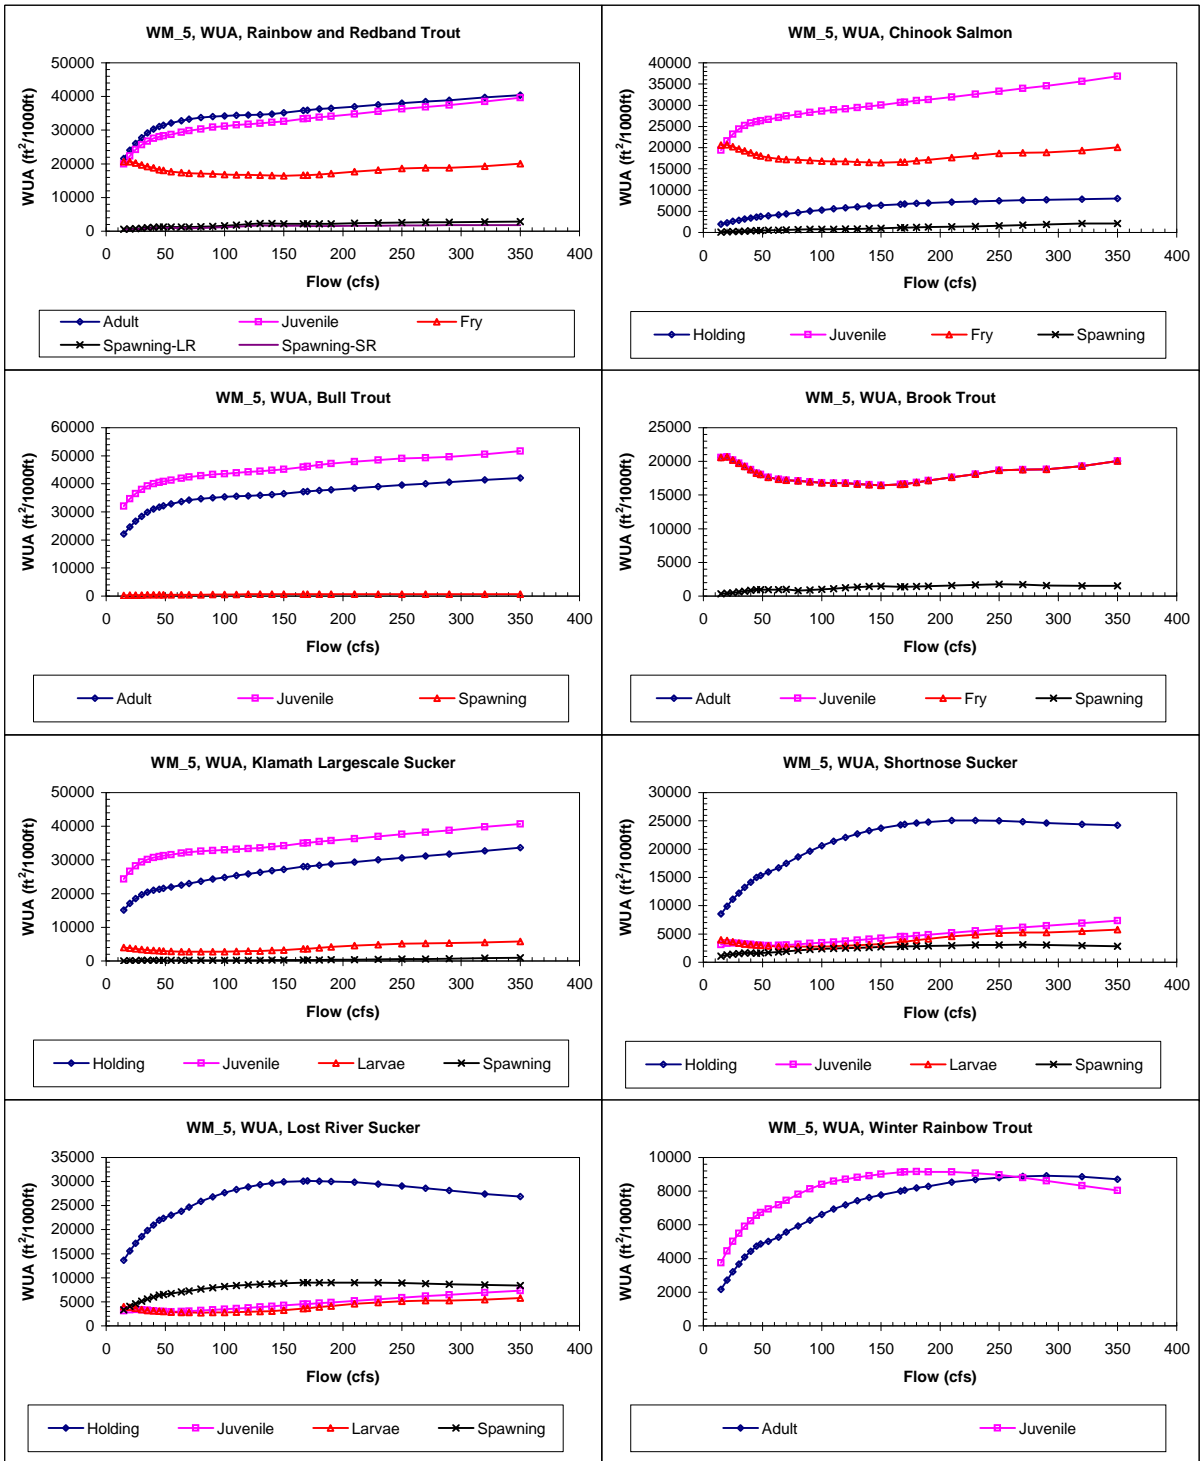 WM_5, WUA, Rainbow and Redband Trout
WUA (ft²/1000ft)
50000
40000
30000
20000
10000
0
0 50 100 150 200 250 300 350 400
Flow (cfs)
Adult Juvenile Fry
Spawning-LR Spawning-SR
WM_5, WUA, Chinook Salmon
WUA (ft²/1000ft)
40000
35000
30000
25000
20000
15000
10000
5000
0
0 50 100 150 200 250 300 350 400
Flow (cfs)
Holding Juvenile Fry Spawning
WM_5, WUA, Bull Trout
WUA (ft²/1000ft)
60000
50000
40000
30000
20000
10000
0
0 50 100 150 200 250 300 350 400
Flow (cfs)
Adult Juvenile Spawning
WM_5, WUA, Brook Trout
WUA (ft²/1000ft)
25000
20000
15000
10000
5000
0
0 50 100 150 200 250 300 350 400
Flow (cfs)
Adult Juvenile Fry Spawning
WM_5, WUA, Klamath Largescale Sucker
WUA (ft²/1000ft)
50000
40000
30000
20000
10000
0
0 50 100 150 200 250 300 350 400
Flow (cfs)
Holding Juvenile Larvae Spawning
WM_5, WUA, Shortnose Sucker
WUA (ft²/1000ft)
30000
25000
20000
15000
10000
5000
0
0 50 100 150 200 250 300 350 400
Flow (cfs)
Holding Juvenile Larvae Spawning
WM_5, WUA, Lost River Sucker
WUA (ft²/1000ft)
35000
30000
25000
20000
15000
10000
5000
0
0 50 100 150 200 250 300 350 400
Flow (cfs)
Holding Juvenile Larvae Spawning
WM_5, WUA, Winter Rainbow Trout
WUA (ft²/1000ft)
10000
8000
6000
4000
2000
0
0 50 100 150 200 250 300 350 400
Flow (cfs)
Adult Juvenile